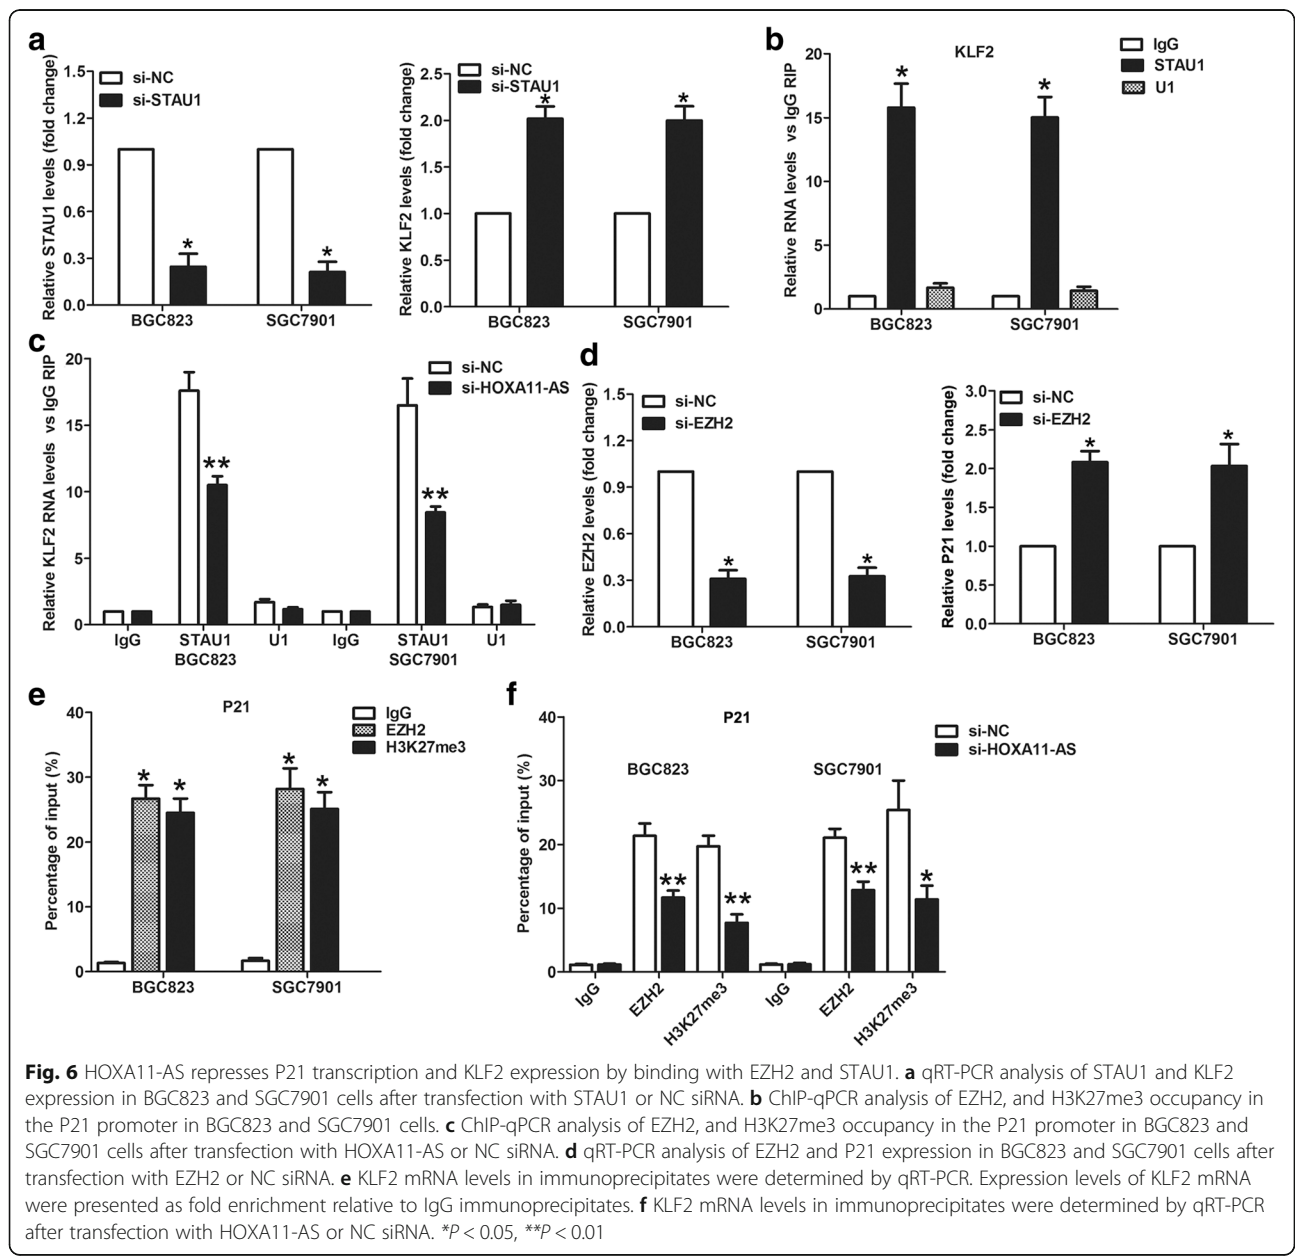 a
Relative STAU1 levels (fold change)
1.5
1.2
0.9
0.6
0.3
0.0
si-NC
si-STAU1
*
*
BGC823
SGC7901
Relative KLF2 levels (fold change)
2.5
2.0
1.5
1.0
0.5
0.0
si-NC
si-STAU1
*
*
BGC823
SGC7901
b
KLF2
Relative RNA levels vs IgG RIP
20
15
10
5
0
IgG
STAU1
U1
*
*
BGC823
SGC7901
c
Relative KLF2 RNA levels vs IgG RIP
20
15
10
5
0
si-NC
si-HOXA11-AS
**
**
IgG STAU1 U1 IgG STAU1 U1
BGC823 SGC7901
d
Relative EZH2 levels (fold change)
1.5
1.2
0.9
0.6
0.3
0.0
si-NC
si-EZH2
*
*
BGC823
SGC7901
Relative P21 levels (fold change)
3.0
2.5
2.0
1.5
1.0
0.5
0.0
si-NC
si-EZH2
*
*
BGC823
SGC7901
e
P21
Percentage of input (%)
40
30
20
10
0
IgG
EZH2
H3K27me3
*
*
*
*
BGC823
SGC7901
f
P21
Percentage of input (%)
40
30
20
10
0
si-NC
si-HOXA11-AS
BGC823
SGC7901
**
**
**
*
IgG
EZH2
H3K27me3
IgG
EZH2
H3K27me3
Fig. 6 HOXA11-AS represses P21 transcription and KLF2 expression by binding with EZH2 and STAU1. a qRT-PCR analysis of STAU1 and KLF2
expression in BGC823 and SGC7901 cells after transfection with STAU1 or NC siRNA. b ChIP-qPCR analysis of EZH2, and H3K27me3 occupancy in
the P21 promoter in BGC823 and SGC7901 cells. c ChIP-qPCR analysis of EZH2, and H3K27me3 occupancy in the P21 promoter in BGC823 and
SGC7901 cells after transfection with HOXA11-AS or NC siRNA. d qRT-PCR analysis of EZH2 and P21 expression in BGC823 and SGC7901 cells after
transfection with EZH2 or NC siRNA. e KLF2 mRNA levels in immunoprecipitates were determined by qRT-PCR. Expression levels of KLF2 mRNA
were presented as fold enrichment relative to IgG immunoprecipitates. f KLF2 mRNA levels in immunoprecipitates were determined by qRT-PCR
after transfection with HOXA11-AS or NC siRNA. *P < 0.05, **P < 0.01